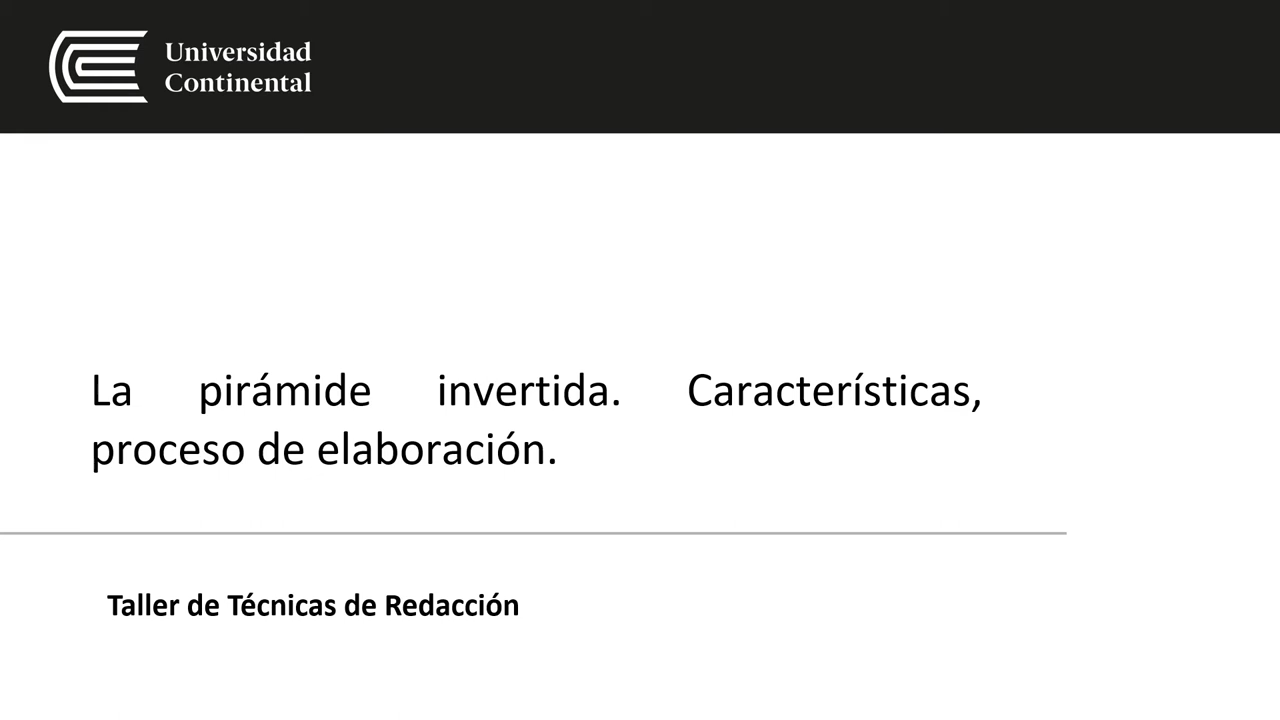 Universidad
Continental
La pirámide invertida. Características,
proceso de elaboración.
Taller de Técnicas de Redacción